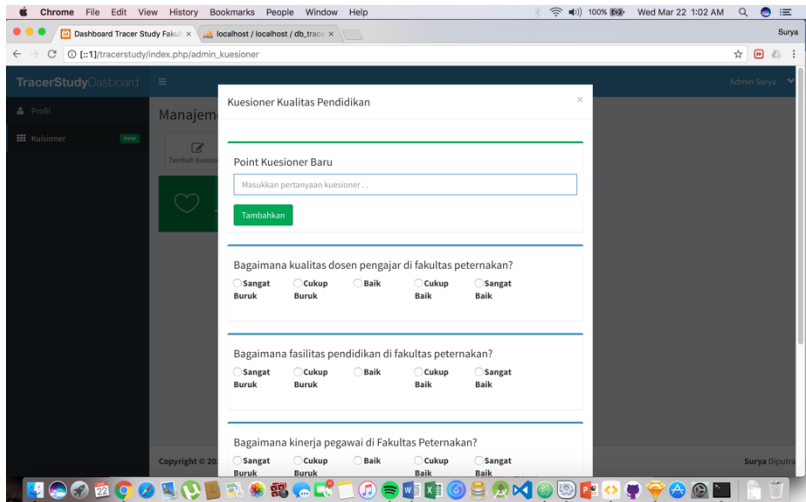 Chrome File Edit View History Bookmarks People Window Help 100% Wed Mar 22 1:02 AM
Dashboard Tracer Study Fakul × localhost / localhost / db_trace × Surya
[::1]/tracerstudy/index.php/admin_kuesioner
TracerStudyDasboard Admin Surya
Profil
Kuisioner new
Manajem
Tambah Kuesio
Kuesioner Kualitas Pendidikan ×
Point Kuesioner Baru
Masukkan pertanyaan kuesioner . .
Tambahkan
Bagaimana kualitas dosen pengajar di fakultas peternakan?
Sangat Cukup Baik Cukup Sangat
Buruk Buruk Baik Baik
Bagaimana fasilitas pendidikan di fakultas peternakan?
Sangat Cukup Baik Cukup Sangat
Buruk Buruk Baik Baik
Bagaimana kinerja pegawai di Fakultas Peternakan?
Sangat Cukup Baik Cukup Sangat
Buruk Buruk Baik Baik
Copyright © 20 Surya Diputra